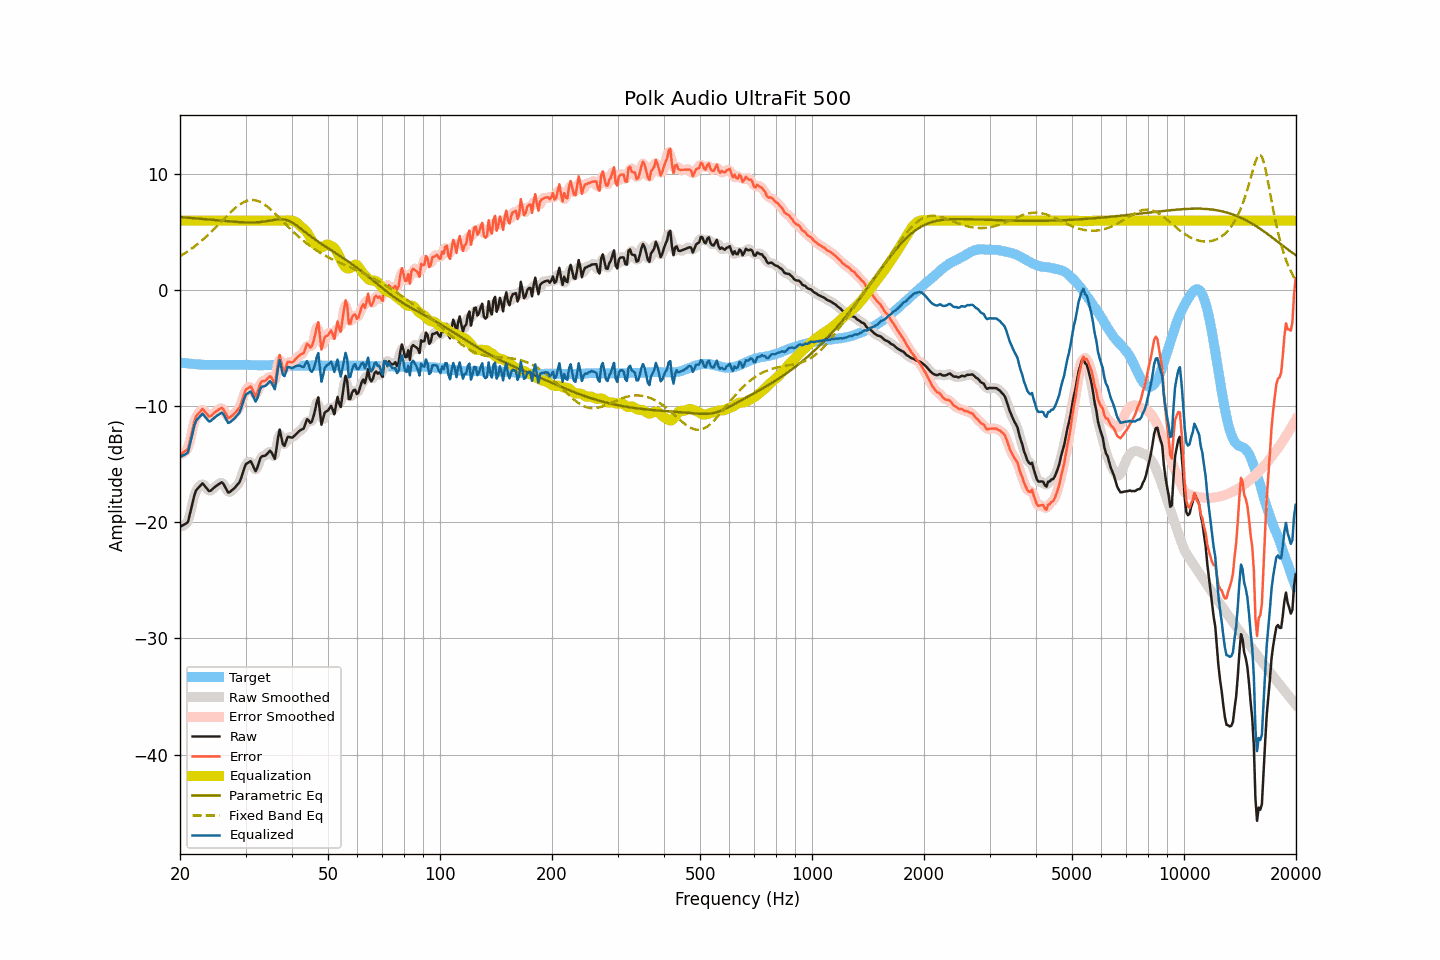 Polk Audio UltraFit 500
Amplitude (dBr)
10
0
−10
−20
−30
−40
Target
Raw Smoothed
Error Smoothed
Raw
Error
Equalization
Parametric Eq
Fixed Band Eq
Equalized
20 50 100 200 500 1000 2000 5000 10000 20000
Frequency (Hz)